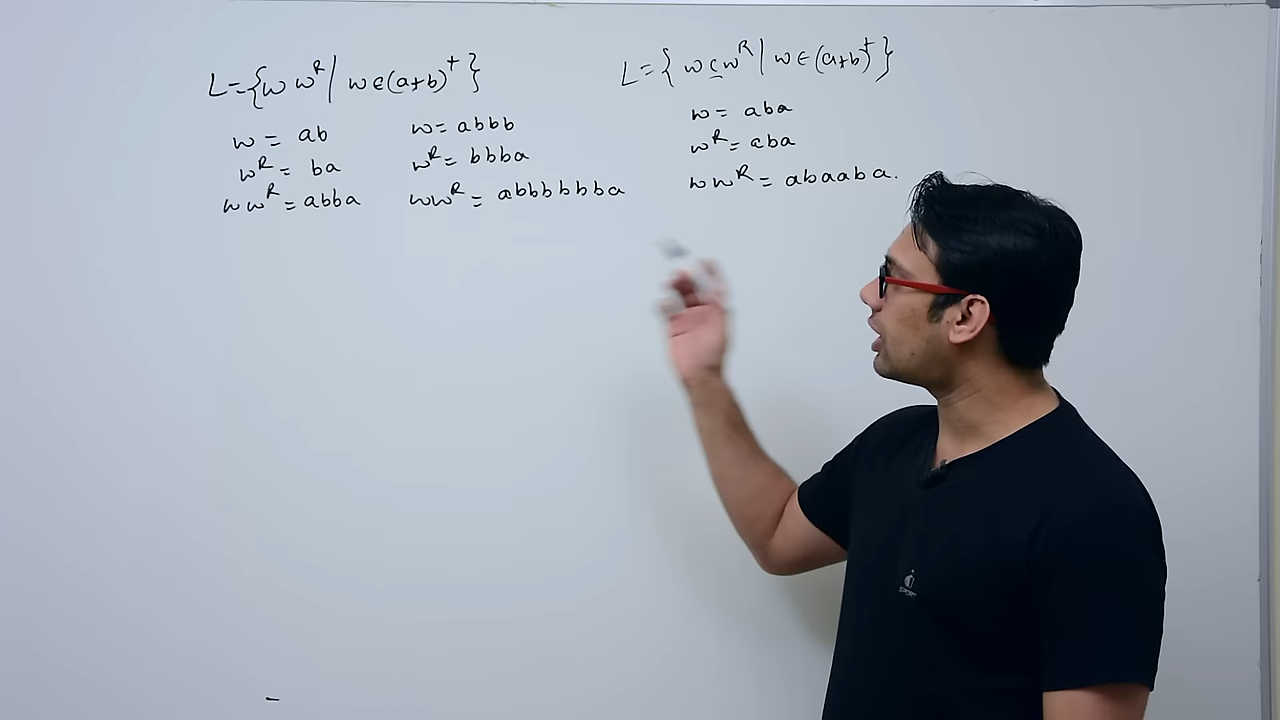 L={w w^R | w∈(a+b)^+}
w = ab
w^R = ba
ww^R = abba
w = abbb
w^R = bbba
ww^R = abbbbbba
L={ w c w^R | w∈(a+b)^+}
w = aba
w^R = aba
ww^R = abaaba.